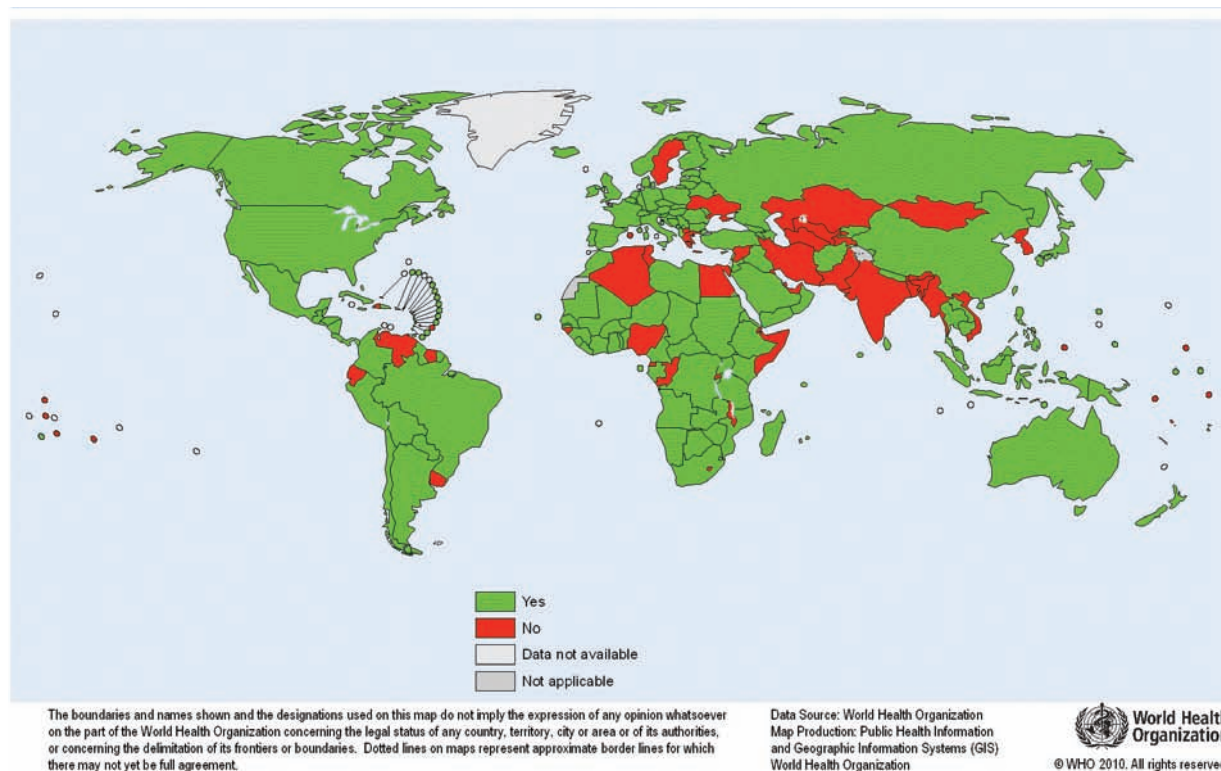 Yes
No
Data not available
Not applicable
The boundaries and names shown and the designations used on this map do not imply the expression of any opinion whatsoever
on the part of the World Health Organization concerning the legal status of any country, territory, city or area or of its authorities,
or concerning the delimitation of its frontiers or boundaries. Dotted lines on maps represent approximate border lines for which
there may not yet be full agreement.
Data Source: World Health Organization
Map Production: Public Health Information
and Geographic Information Systems (GIS)
World Health Organization
World Health
Organization
© WHO 2010. All rights reserve